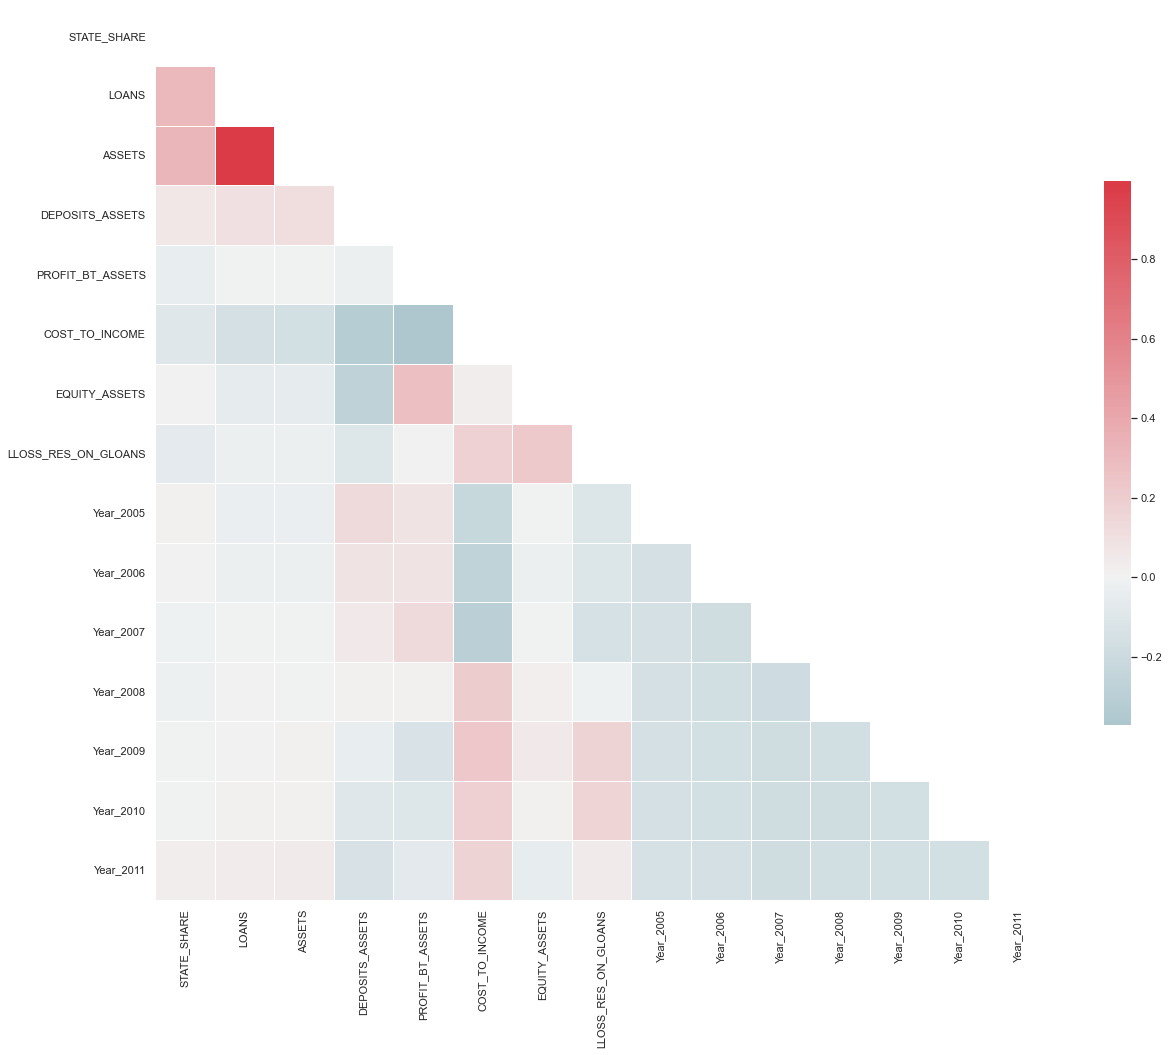 STATE_SHARE
LOANS
ASSETS
DEPOSITS_ASSETS
PROFIT_BT_ASSETS
COST_TO_INCOME
EQUITY_ASSETS
LLOSS_RES_ON_GLOANS
Year_2005
Year_2006
Year_2007
Year_2008
Year_2009
Year_2010
Year_2011
STATE_SHARE
LOANS
ASSETS
DEPOSITS_ASSETS
PROFIT_BT_ASSETS
COST_TO_INCOME
EQUITY_ASSETS
LLOSS_RES_ON_GLOANS
Year_2005
Year_2006
Year_2007
Year_2008
Year_2009
Year_2010
Year_2011
0.8
0.6
0.4
0.2
0.0
−0.2